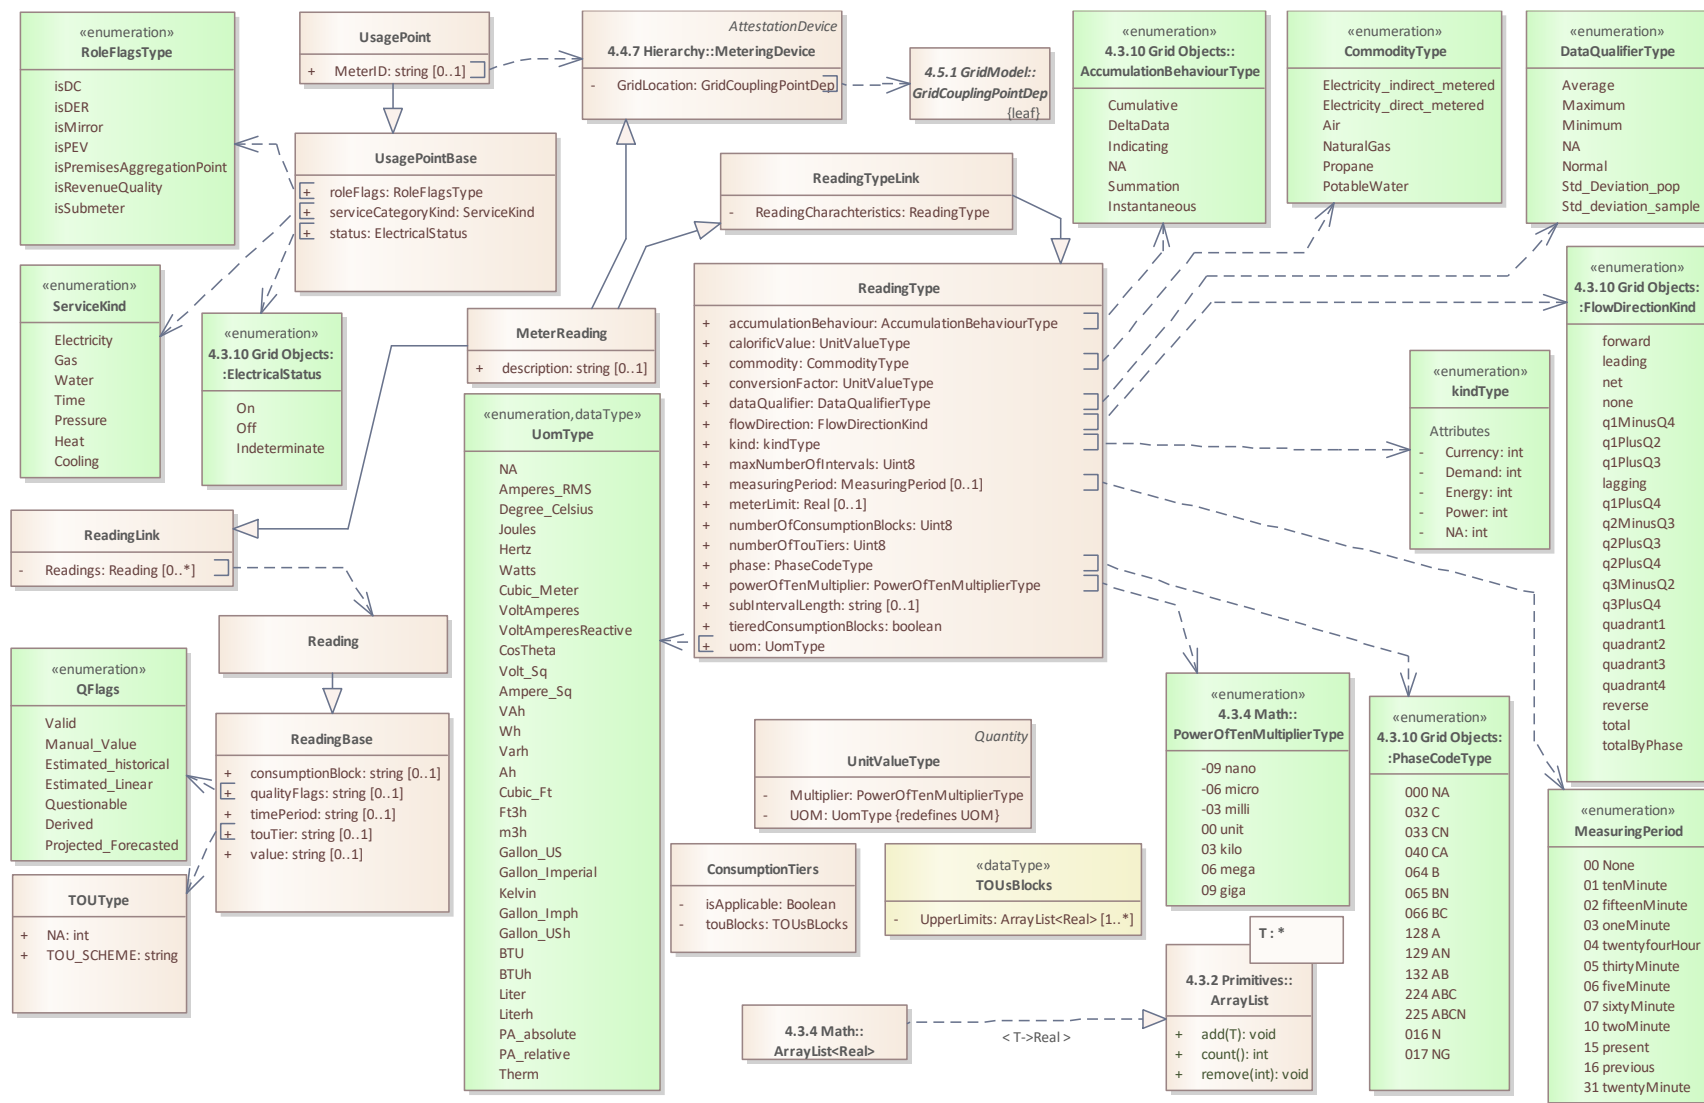 «enumeration»
RoleFlagsType
isDC
isDER
isMirror
isPEV
isPremisesAggregationPoint
isRevenueQuality
isSubmeter
UsagePoint
+ MeterID: string [0..1]
AttestationDevice
4.4.7 Hierarchy::MeteringDevice
- GridLocation: GridCouplingPointDep
4.5.1 GridModel::
GridCouplingPointDep
{leaf}
«enumeration»
4.3.10 Grid Objects::
AccumulationBehaviourType
Cumulative
DeltaData
Indicating
NA
Summation
Instantaneous
«enumeration»
CommodityType
Electricity_indirect_metered
Electricity_direct_metered
Air
NaturalGas
Propane
PotableWater
«enumeration»
DataQualifierType
Average
Maximum
Minimum
NA
Normal
Std_Deviation_pop
Std_deviation_sample
UsagePointBase
+ roleFlags: RoleFlagsType
+ serviceCategoryKind: ServiceKind
+ status: ElectricalStatus
ReadingTypeLink
- ReadingCharachteristics: ReadingType
«enumeration»
ServiceKind
Electricity
Gas
Water
Time
Pressure
Heat
Cooling
«enumeration»
4.3.10 Grid Objects:
:ElectricalStatus
On
Off
Indeterminate
MeterReading
+ description: string [0..1]
ReadingType
+ accumulationBehaviour: AccumulationBehaviourType
+ calorificValue: UnitValueType
+ commodity: CommodityType
+ conversionFactor: UnitValueType
+ dataQualifier: DataQualifierType
+ flowDirection: FlowDirectionKind
+ kind: kindType
+ maxNumberOfIntervals: Uint8
+ measuringPeriod: MeasuringPeriod [0..1]
+ meterLimit: Real [0..1]
+ numberOfConsumptionBlocks: Uint8
+ numberOfTouTiers: Uint8
+ phase: PhaseCodeType
+ powerOfTenMultiplier: PowerOfTenMultiplierType
+ subIntervalLength: string [0..1]
+ tieredConsumptionBlocks: boolean
+ uom: UomType
«enumeration»
4.3.10 Grid Objects:
:FlowDirectionKind
forward
leading
net
none
q1MinusQ4
q1PlusQ2
q1PlusQ3
lagging
q1PlusQ4
q2MinusQ3
q2PlusQ3
q2PlusQ4
q3MinusQ2
q3PlusQ4
quadrant1
quadrant2
quadrant3
quadrant4
reverse
total
totalByPhase
«enumeration»
kindType
Attributes
- Currency: int
- Demand: int
- Energy: int
- Power: int
- NA: int
«enumeration,dataType»
UomType
NA
Amperes_RMS
Degree_Celsius
Joules
Hertz
Watts
Cubic_Meter
VoltAmperes
VoltAmperesReactive
CosTheta
Volt_Sq
Ampere_Sq
VAh
Wh
Varh
Ah
Cubic_Ft
Ft3h
m3h
Gallon_US
Gallon_Imperial
Kelvin
Gallon_Imph
Gallon_USh
BTU
BTUh
Liter
Literh
PA_absolute
PA_relative
Therm
ReadingLink
- Readings: Reading [0..*]
Reading
«enumeration»
QFlags
Valid
Manual_Value
Estimated_historical
Estimated_Linear
Questionable
Derived
Projected_Forecasted
ReadingBase
+ consumptionBlock: string [0..1]
+ qualityFlags: string [0..1]
+ timePeriod: string [0..1]
+ touTier: string [0..1]
+ value: string [0..1]
TOUType
+ NA: int
+ TOU_SCHEME: string
Quantity
UnitValueType
- Multiplier: PowerOfTenMultiplierType
- UOM: UomType {redefines UOM}
ConsumptionTiers
- isApplicable: Boolean
- touBlocks: TOUsBLocks
«dataType»
TOUsBlocks
- UpperLimits: ArrayList<Real> [1..*]
«enumeration»
4.3.4 Math::
PowerOfTenMultiplierType
-09 nano
-06 micro
-03 milli
00 unit
03 kilo
06 mega
09 giga
«enumeration»
4.3.10 Grid Objects:
:PhaseCodeType
000 NA
032 C
033 CN
040 CA
064 B
065 BN
066 BC
128 A
129 AN
132 AB
224 ABC
225 ABCN
016 N
017 NG
«enumeration»
MeasuringPeriod
00 None
01 tenMinute
02 fifteenMinute
03 oneMinute
04 twentyfourHour
05 thirtyMinute
06 fiveMinute
07 sixtyMinute
10 twoMinute
15 present
16 previous
31 twentyMinute
4.3.4 Math::
ArrayList<Real>
< T->Real >
T : *
4.3.2 Primitives::
ArrayList
+ add(T): void
+ count(): int
+ remove(int): void